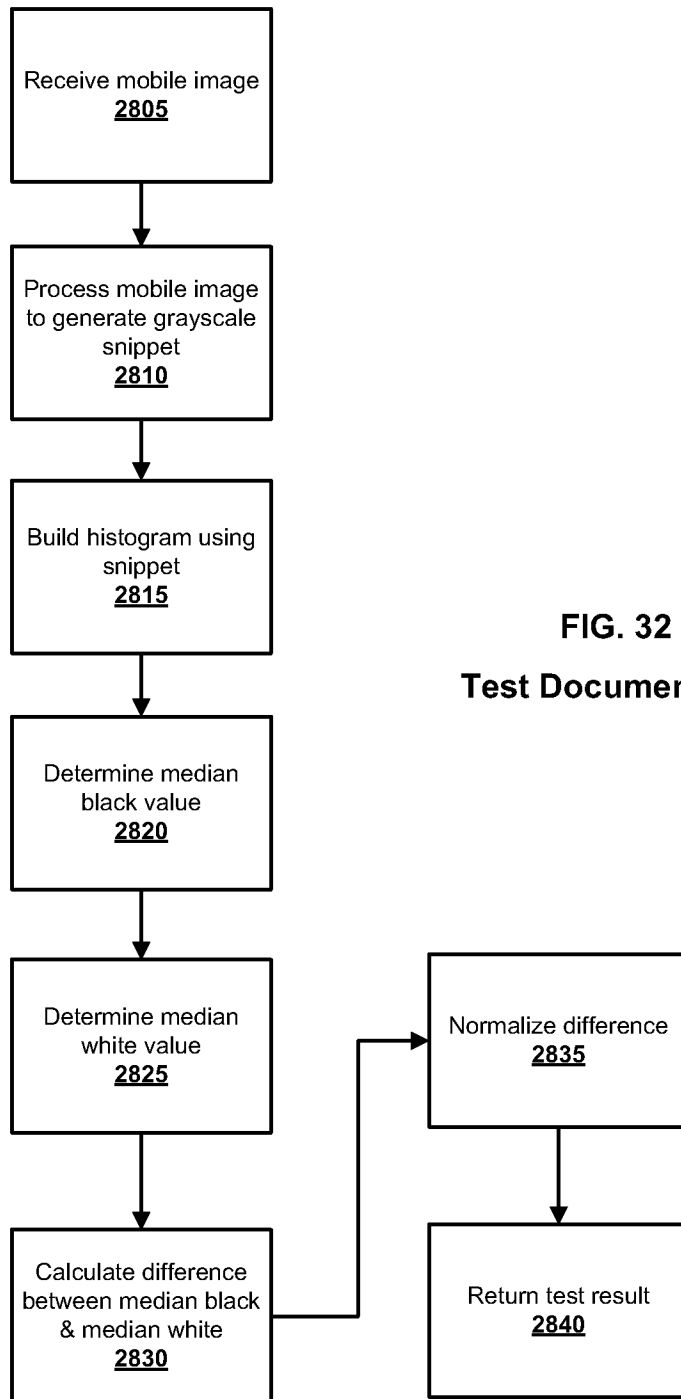 Receive mobile image
2805
Process mobile image
to generate grayscale
snippet
2810
Build histogram using
snippet
2815
FIG. 32
Test Documen
Determine median
black value
2820
Determine median
white value
2825
Calculate difference
between median black
& median white
2830
Normalize difference
2835
Return test result
2840